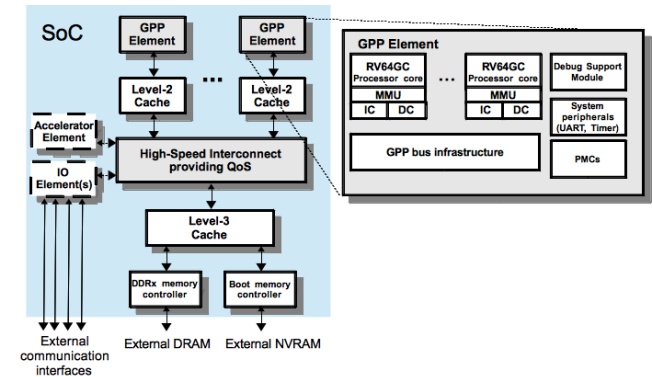 SoC
GPP
Element
GPP
Element
...
Level-2
Cache
Level-2
Cache
Accelerator
Element
IO
Element(s)
High-Speed Interconnect
providing QoS
Level-3
Cache
DDRx memory
controller
Boot memory
controller
External
communication
interfaces
External DRAM
External NVRAM
GPP Element
RV64GC
Processor core
MMU
IC
DC
...
RV64GC
Processor core
MMU
IC
DC
GPP bus infrastructure
Debug Support
Module
System
peripherals
(UART, Timer)
PMCs